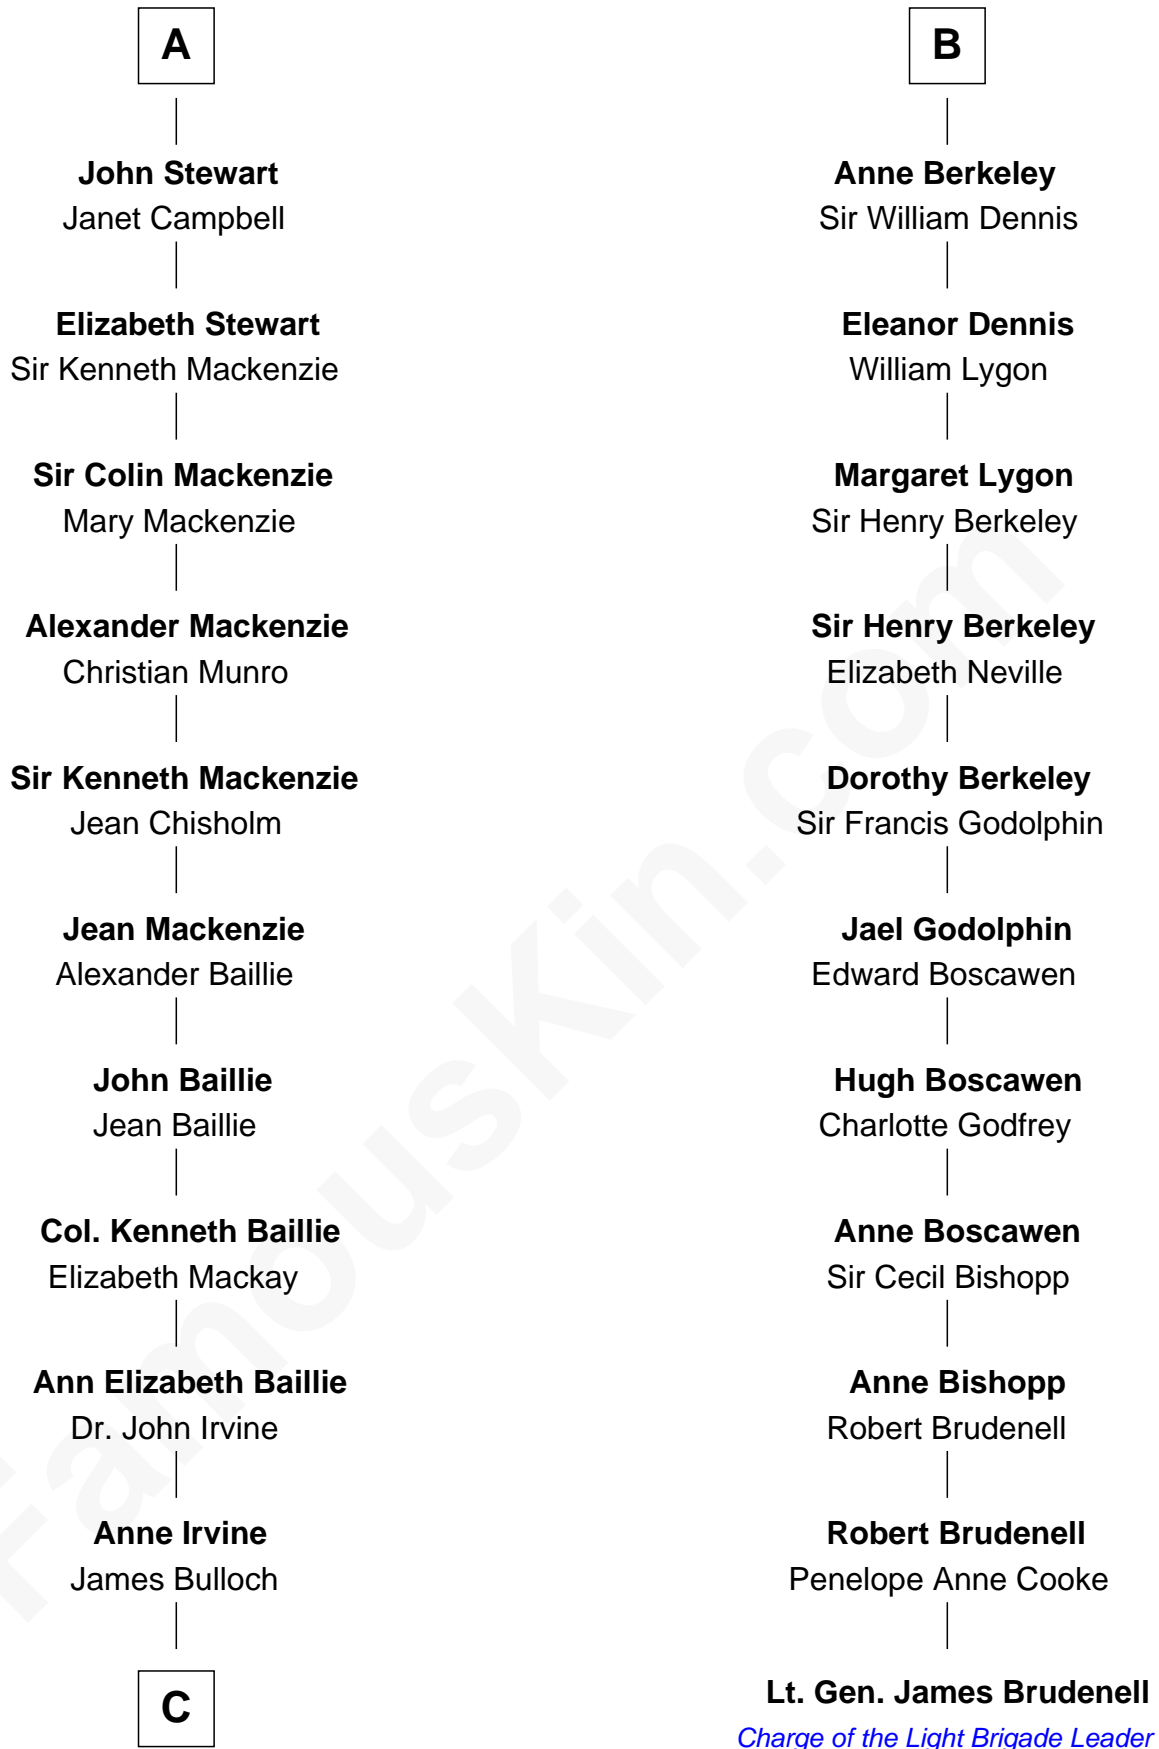 A
John Stewart
Janet Campbell
Elizabeth Stewart
Sir Kenneth Mackenzie
Sir Colin Mackenzie
Mary Mackenzie
Alexander Mackenzie
Christian Munro
Sir Kenneth Mackenzie
Jean Chisholm
Jean Mackenzie
Alexander Baillie
John Baillie
Jean Baillie
Col. Kenneth Baillie
Elizabeth Mackay
Ann Elizabeth Baillie
Dr. John Irvine
Anne Irvine
James Bulloch
C
B
Anne Berkeley
Sir William Dennis
Eleanor Dennis
William Lygon
Margaret Lygon
Sir Henry Berkeley
Sir Henry Berkeley
Elizabeth Neville
Dorothy Berkeley
Sir Francis Godolphin
Jael Godolphin
Edward Boscawen
Hugh Boscawen
Charlotte Godfrey
Anne Boscawen
Sir Cecil Bishopp
Anne Bishopp
Robert Brudenell
Robert Brudenell
Penelope Anne Cooke
Lt. Gen. James Brudenell
Charge of the Light Brigade Leader
FamousKin.com